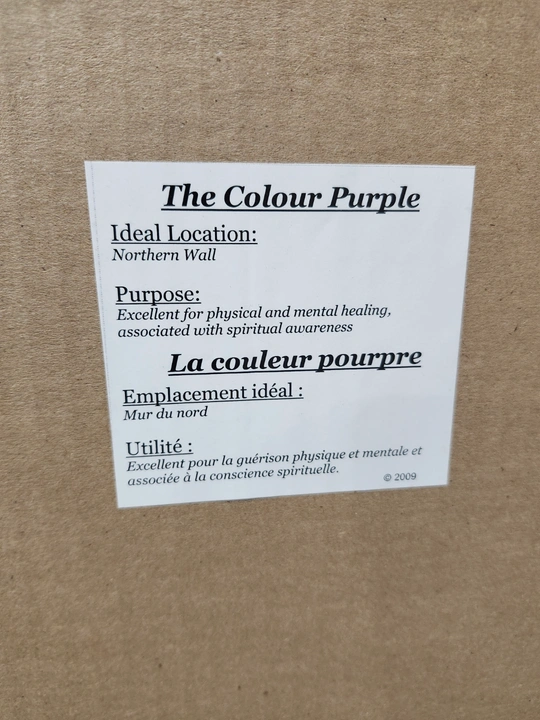 The Colour Purple
Ideal Location:
Northern Wall
Purpose:
Excellent for physical and mental healing,
associated with spiritual awareness
La couleur pourpre
Emplacement idéal :
Mur du nord
Utilité :
Excellent pour la guérison physique et mentale et
associée à la conscience spirituelle.
© 2009